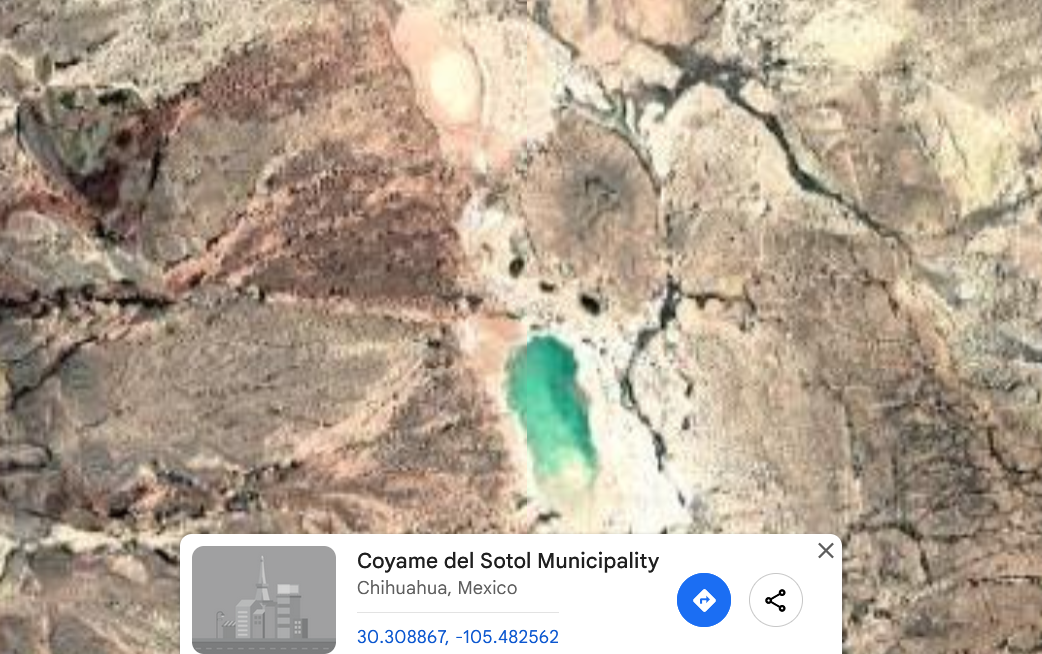 Coyame del Sotol Municipality
Chihuahua, Mexico
30.308867, -105.482562